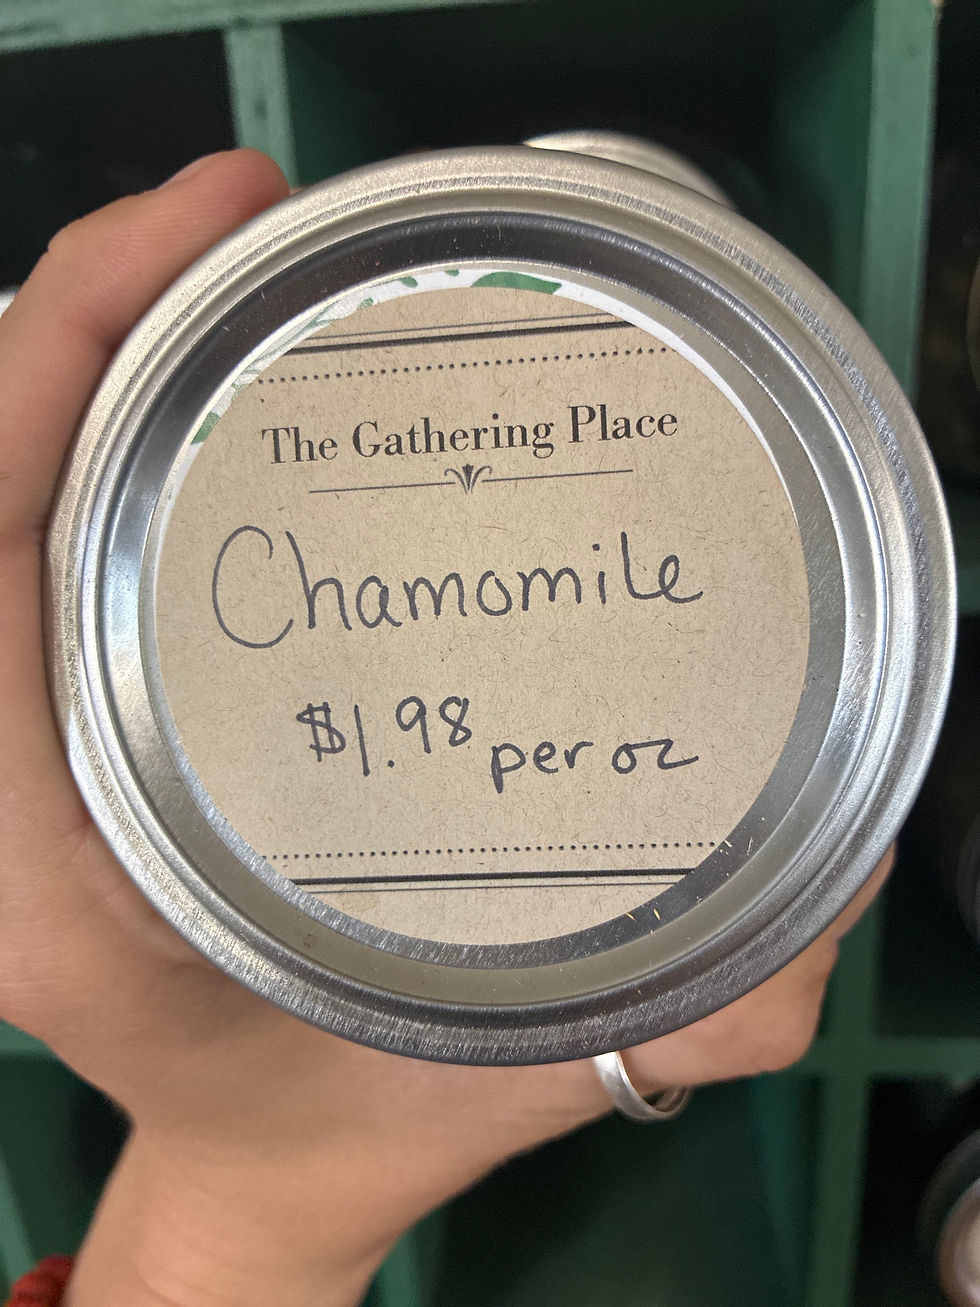 The Gathering Place
Chamomile
$1.98 per oz